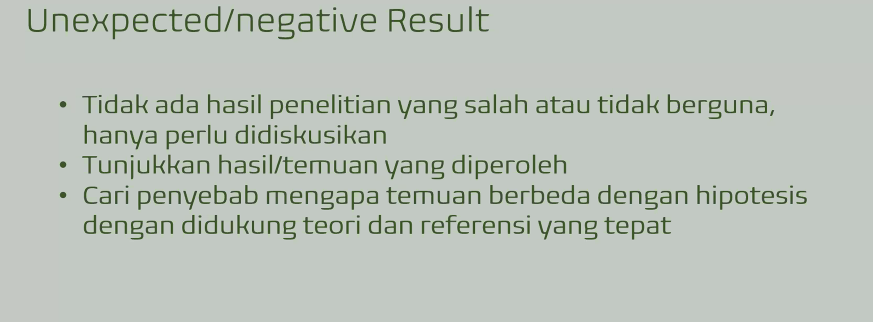 Unexpected/negative Result
• Tidak ada hasil penelitian yang salah atau tidak berguna,
hanya perlu didiskusikan
• Tunjukkan hasil/temuan yang diperoleh
• Cari penyebab mengapa temuan berbeda dengan hipotesis
dengan didukung teori dan referensi yang tepat